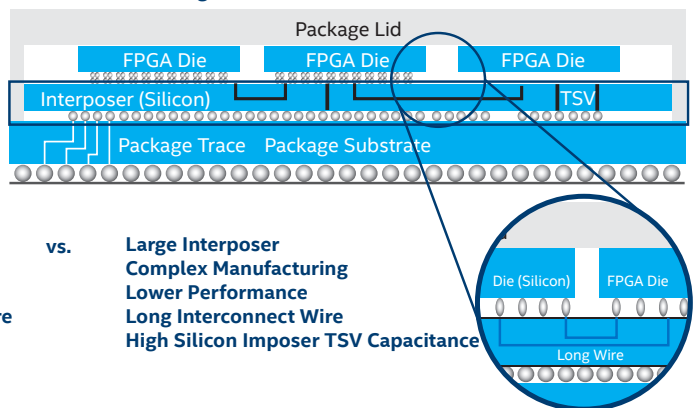 Package Lid
FPGA Die FPGA Die FPGA Die
Interposer (Silicon) TSV
Package Trace Package Substrate
vs. Large Interposer
Complex Manufacturing
Lower Performance
Long Interconnect Wire
High Silicon Imposer TSV Capacitance
Die (Silicon) FPGA Die
Long Wire